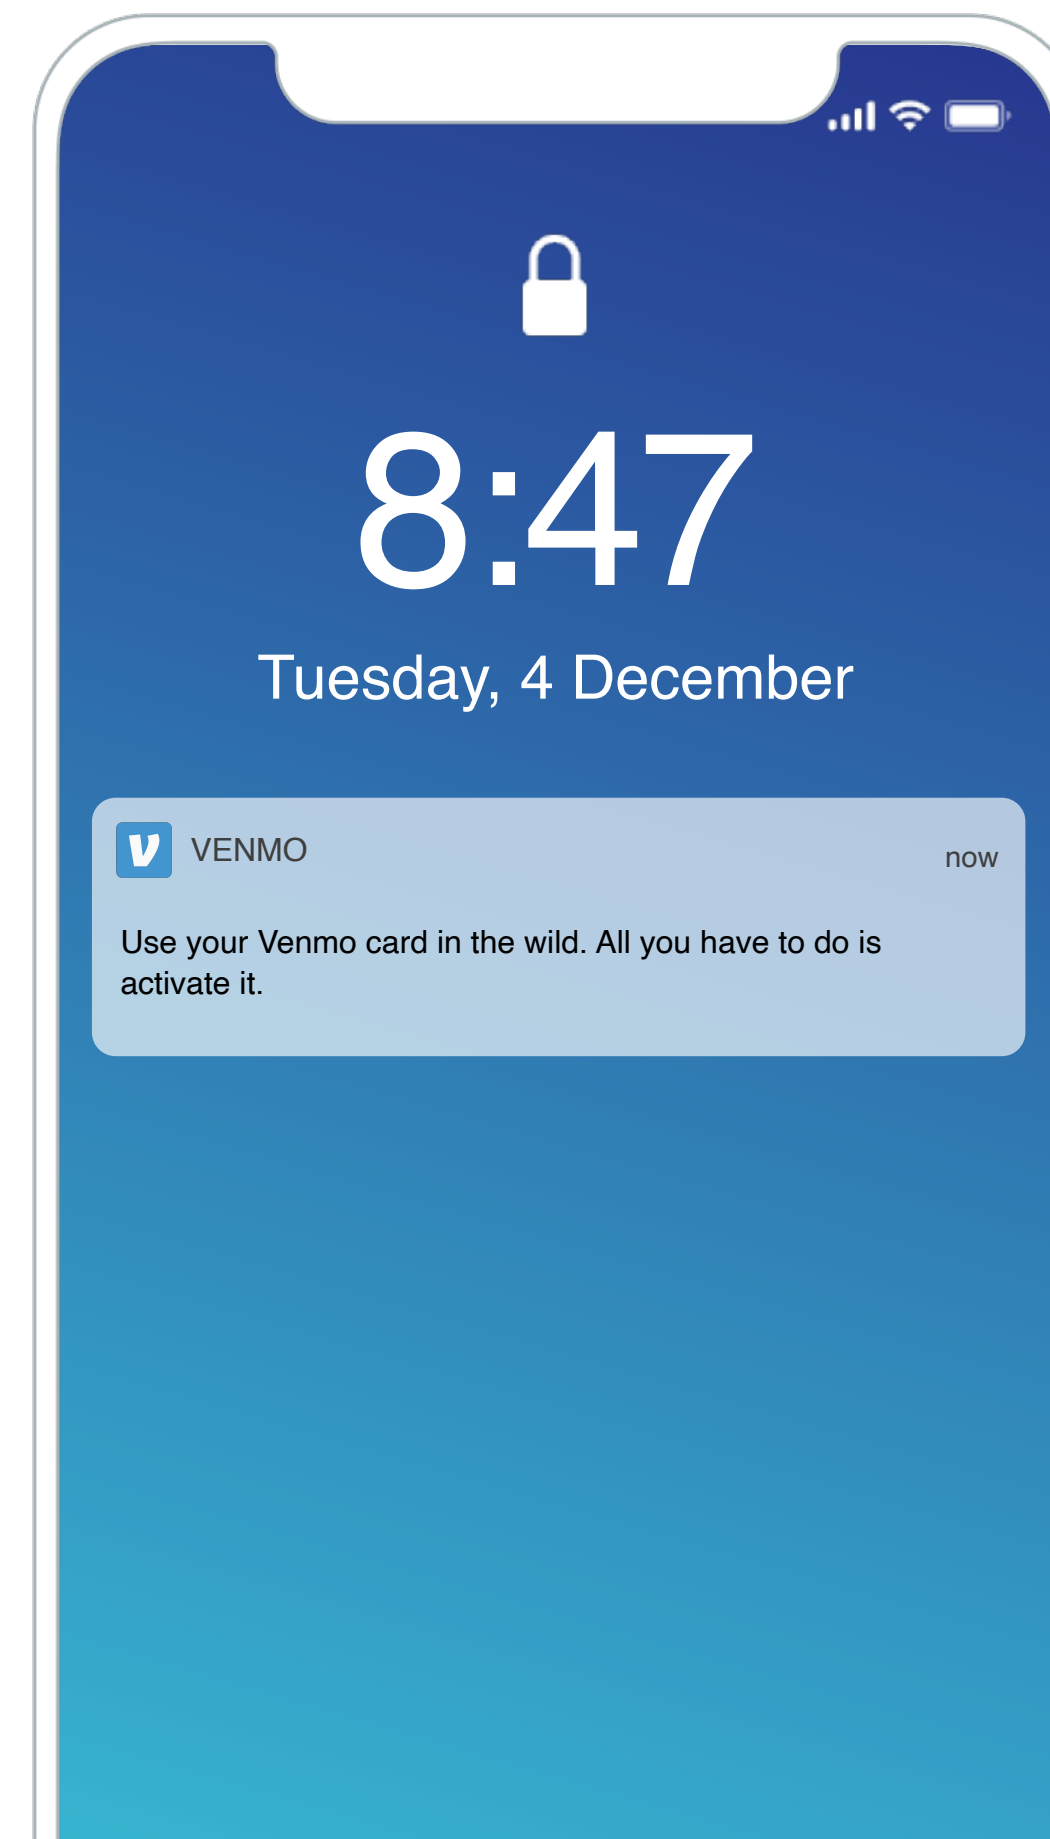 8:47
Tuesday, 4 December
VENMO
now
Use your Venmo card in the wild. All you have to do is
activate it.